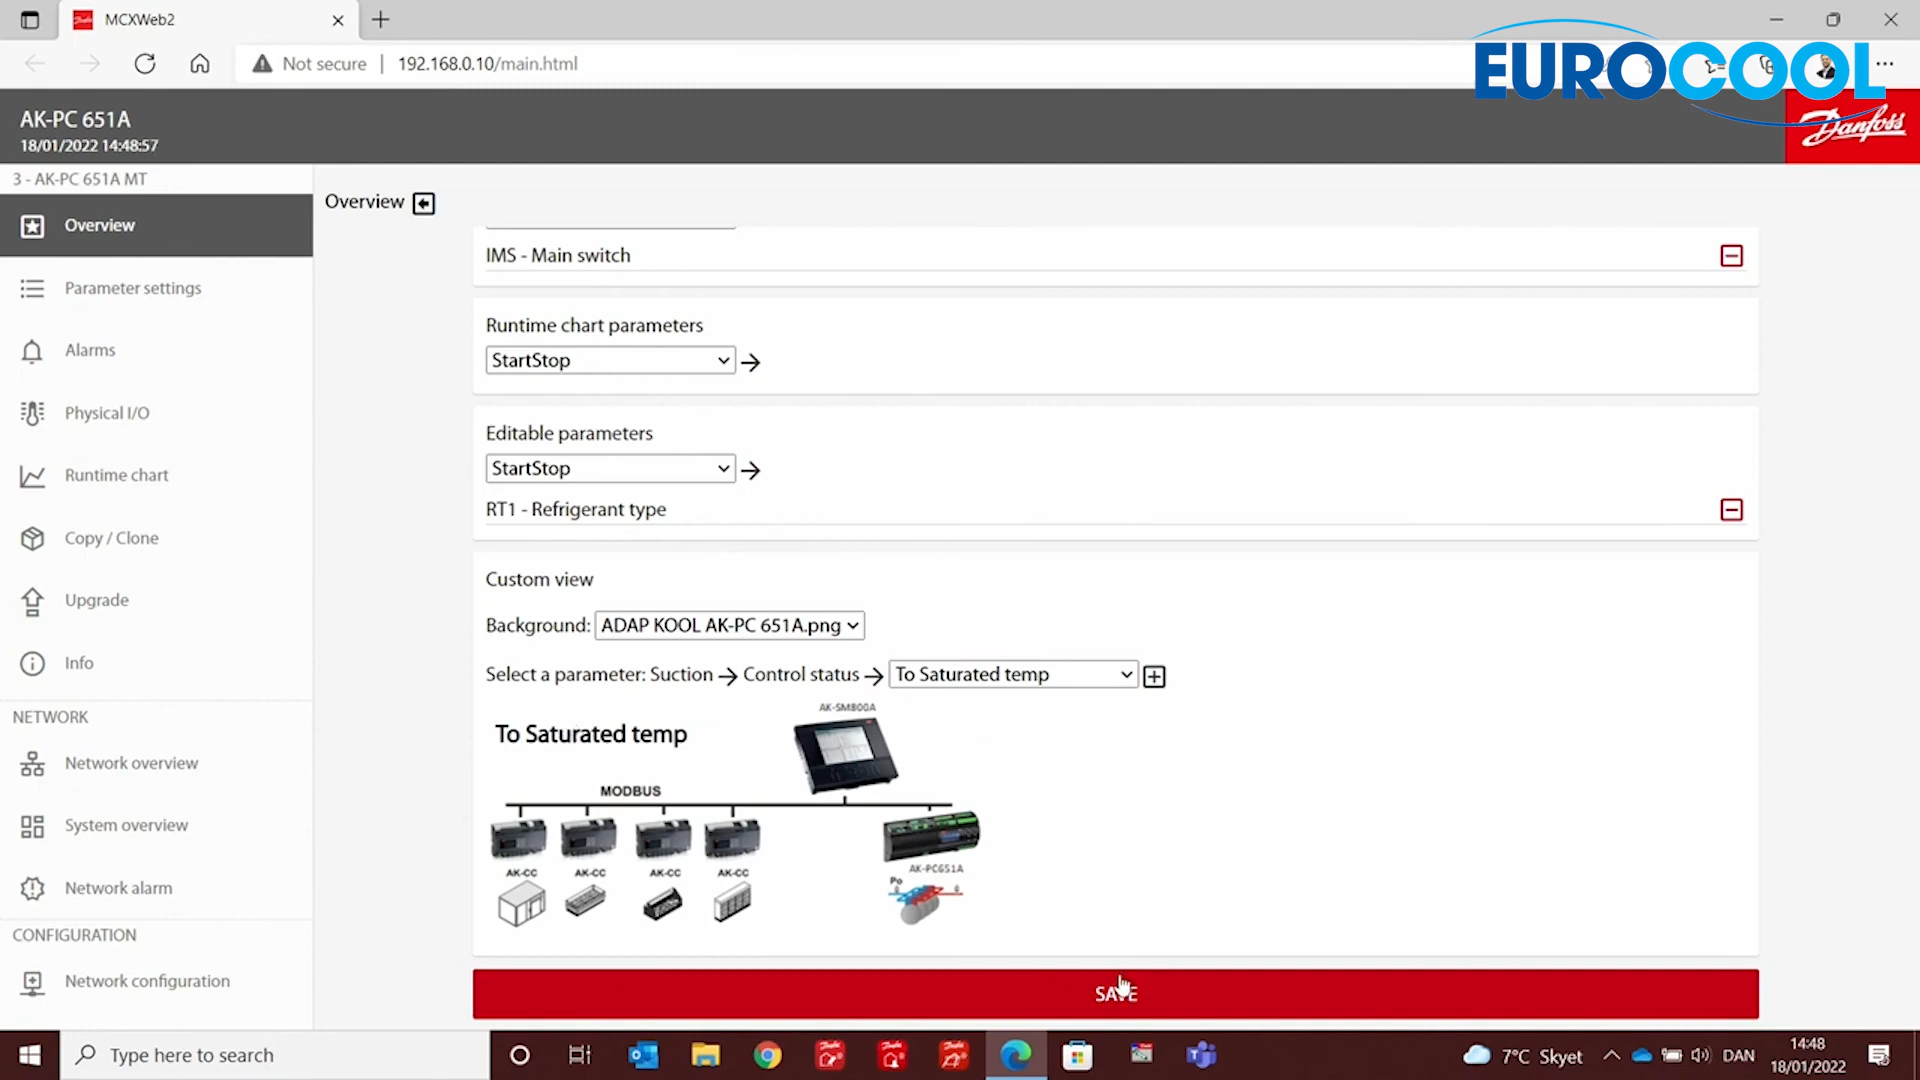 MCXWeb2
Not secure
192.168.0.10/main.html
EUROCOOL
Danfoss
AK-PC 651A
18/01/2022 14:48:57
3 - AK-PC 651A MT
Overview
Parameter settings
Alarms
Physical I/O
Runtime chart
Copy / Clone
Upgrade
Info
NETWORK
Network overview
System overview
Network alarm
CONFIGURATION
Network configuration
Overview
IMS - Main switch
Runtime chart parameters
StartStop
Editable parameters
StartStop
RT1 - Refrigerant type
Custom view
Background: ADAP KOOL AK-PC 651A.png
Select a parameter: Suction → Control status → To Saturated temp
To Saturated temp
AK-SM800A
MODBUS
AK-CC AK-CC AK-CC AK-CC
AK-PC651A
Po
SAVE
Type here to search
7°C Skyet
DAN
14:48
18/01/2022